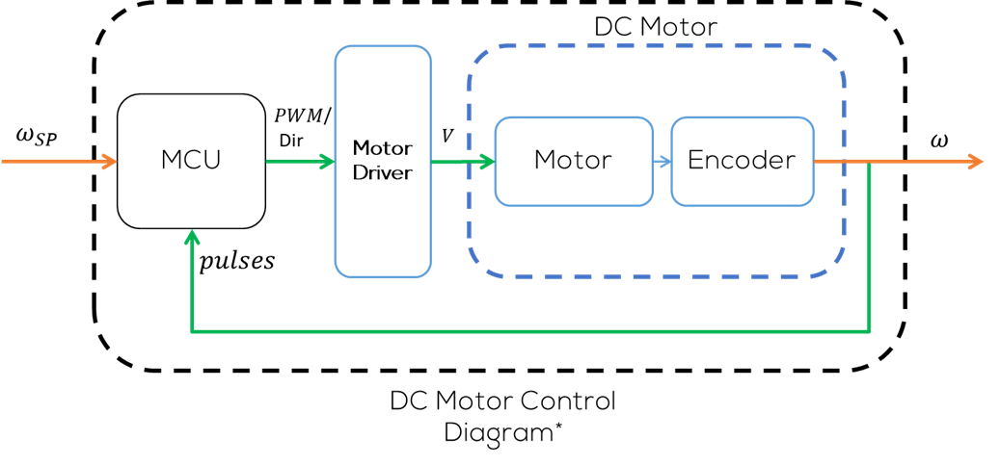 DC Motor
ω_SP
MCU
PWM/
Dir
Motor
Driver
V
Motor
Encoder
ω
pulses
DC Motor Control
Diagram*